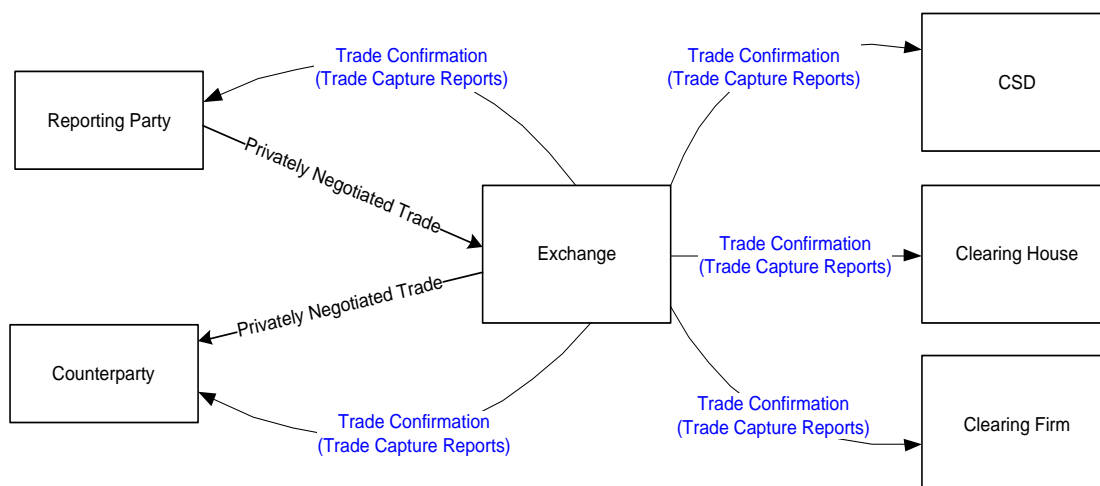 Trade Confirmation
(Trade Capture Reports)
Trade Confirmation
(Trade Capture Reports)
CSD
Reporting Party
Privately Negotiated Trade
Exchange
Trade Confirmation
(Trade Capture Reports)
Clearing House
Privately Negotiated Trade
Counterparty
Trade Confirmation
(Trade Capture Reports)
Trade Confirmation
(Trade Capture Reports)
Clearing Firm